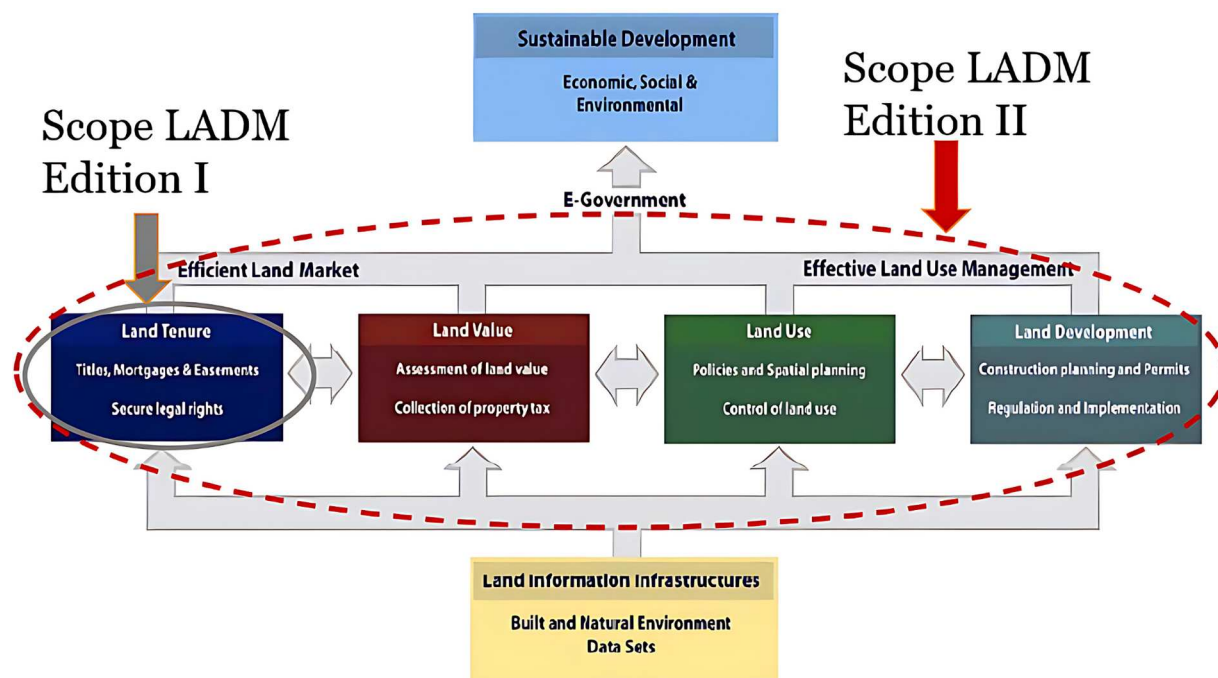 Sustainable Development
Economic, Social &
Environmental
Scope LADM
Edition II
Scope LADM
Edition I
E-Government
Efficient Land Market
Effective Land Use Management
Land Tenure
Titles, Mortgages & Easements
Secure legal rights
Land Value
Assessment of land value
Collection of property tax
Land Use
Policies and Spatial planning
Control of land use
Land Development
Construction planning and Permits
Regulation and Implementation
Land Information Infrastructures
Built and Natural Environment
Data Sets